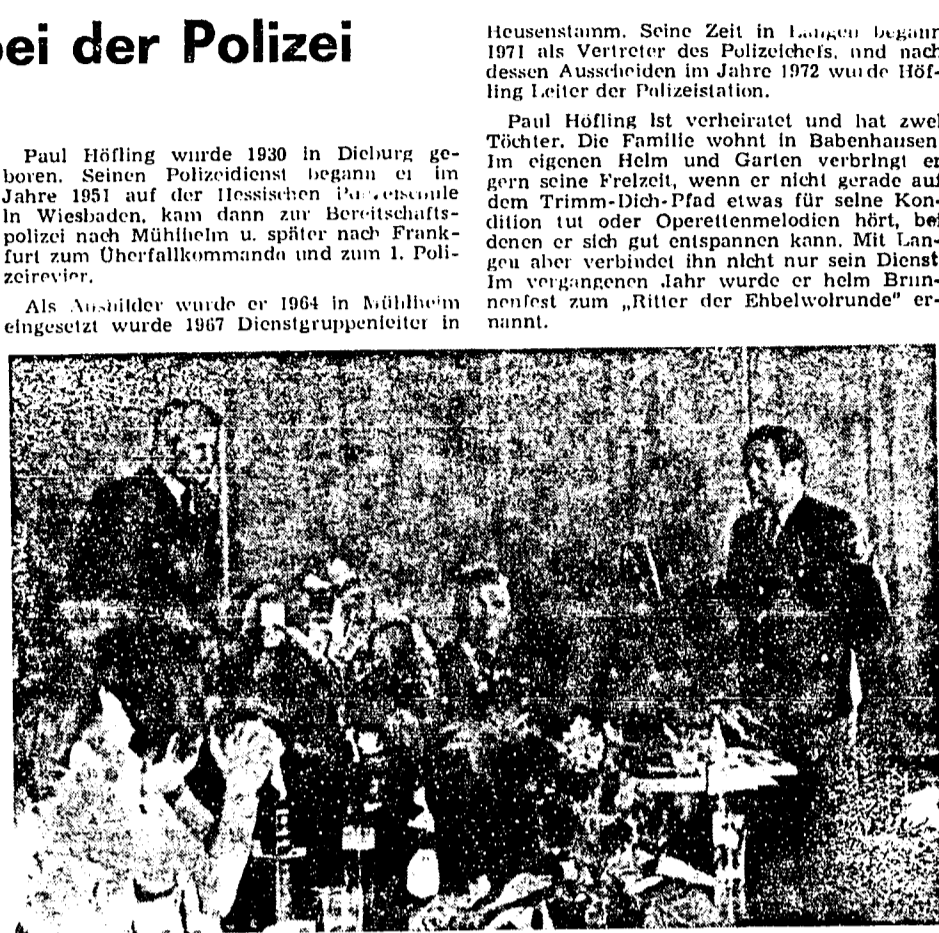 bei der Polizei
Paul Höfling wurde 1930 in Dieburg ge-
boren. Seinen Polizeidienst begann er im
Jahre 1951 auf der Hessischen
in Wiesbaden, kam dann zur Bereitschafts-
polizei nach Mühlheim u. später nach Frank-
furt zum Überfallkommando und zum 1. Poli-
zeirevier.
Als Ausbilder wurde er 1964 in Mühlheim
eingesetzt wurde 1967 Dienstgruppenleiter in
Heusenstamm. Seine Zeit in Langen begann
1971 als Vertreter des Polizeichefs, und nach
dessen Ausscheiden im Jahre 1972 wurde Höf-
ling Leiter der Polizeistation.
Paul Höfling ist verheiratet und hat zwei
Töchter. Die Familie wohnt in Babenhausen
Im eigenen Heim und Garten verbringt er
gern seine Freizeit, wenn er nicht gerade auf
dem Trimm-Dich-Pfad etwas für seine Kon-
dition tut oder Operettenmelodien hört, bei
denen er sich gut entspannen kann. Mit Lan-
gen aber verbindet ihn nicht nur sein Dienst
Im vergangenen Jahr wurde er beim Brun-
nenfest zum „Ritter der Ebbelwoirunde" er-
nannt.